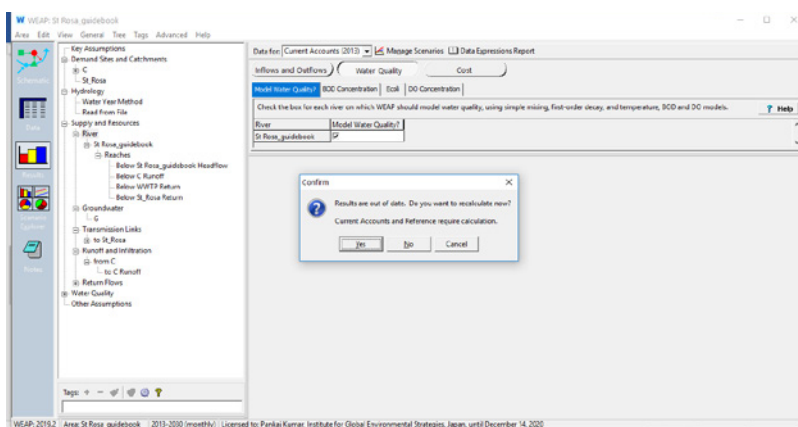 WEAP: St Rosa_guidebook
Area Edit View General Tree Tags Advanced Help
Schematic
Data
Results
Scenario Explorer
Notes
Key Assumptions
Demand Sites and Catchments
C
St_Rosa
Hydrology
Water Year Method
Read from File
Supply and Resources
River
St Rosa_guidebook
Reaches
Below St Rosa_guidebook Headflow
Below C Runoff
Below WWTP Return
Below St_Rosa Return
Groundwater
G
Transmission Links
to St_Rosa
Runoff and Infiltration
from C
to C Runoff
Return Flows
Water Quality
Other Assumptions
Tags:
Data for: Current Accounts (2013) Manage Scenarios Data Expressions Report
Inflows and Outflows Water Quality Cost
Model Water Quality? BOD Concentration Ecoli DO Concentration
Check the box for each river on which WEAP should model water quality, using simple mixing, first-order decay, and temperature, BOD and DO models. ? Help
River Model Water Quality?
St Rosa_guidebook
Confirm
Results are out of date. Do you want to recalculate now?
Current Accounts and Reference require calculation.
Yes No Cancel
WEAP: 2019.2 Area: St Rosa_guidebook 2013-2030 (monthly) Licensed to: Pankaj Kumar, Institute for Global Environmental Strategies, Japan, until December 14, 2020